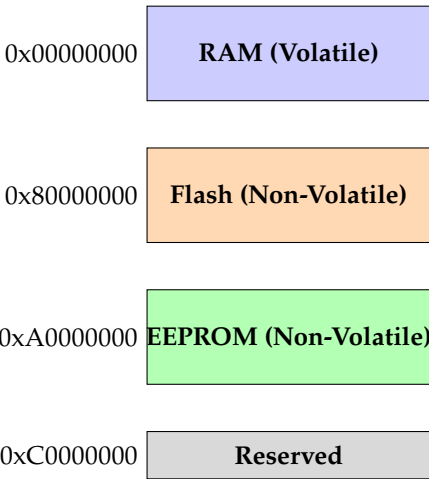 0x00000000 RAM (Volatile)
0x80000000 Flash (Non-Volatile)
0xA0000000 EEPROM (Non-Volatile)
0xC0000000 Reserved